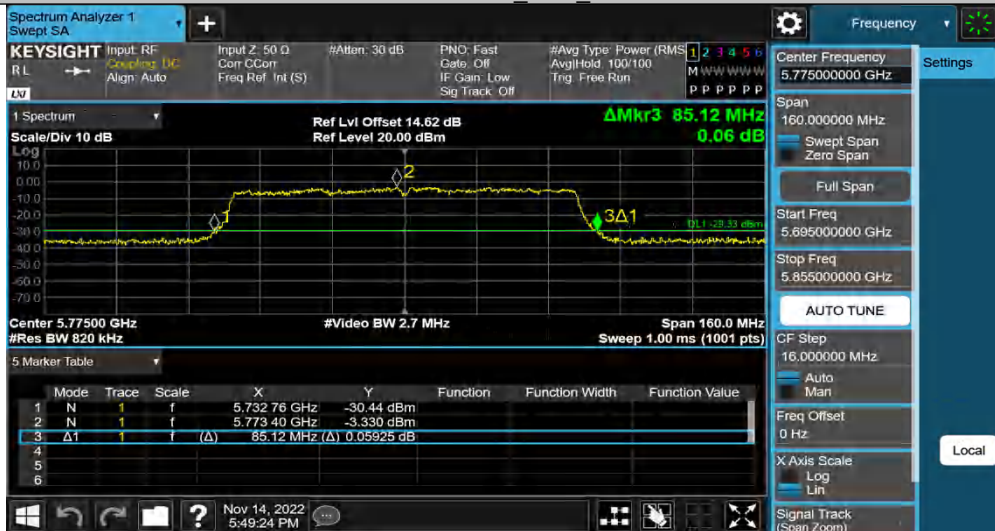 Spectrum Analyzer 1
Swept SA
+
Frequency
KEYSIGHT Input: RF Input Z: 50 Ω #Atten: 30 dB PNO: Fast #Avg Type: Power (RMS 1 2 3 4 5 6
RL Coupling: DC Corr CCorr Gate: Off Avg|Hold: 100/100 M W W W W W
Align: Auto Freq Ref: Int (S) IF Gain: Low Trig: Free Run
Sig Track: Off P P P P P P
LXI
1 Spectrum
Ref Lvl Offset 14.62 dB
ΔMkr3 85.12 MHz
Scale/Div 10 dB Ref Level 20.00 dBm 0.06 dB
Log
10.0
0.00
-10.0
-20.0
-30.0
-40.0
-50.0
-60.0
-70.0
1
2
3Δ1
DL1 -29.33 dBm
Center 5.77500 GHz #Video BW 2.7 MHz Span 160.0 MHz
#Res BW 820 kHz Sweep 1.00 ms (1001 pts)
5 Marker Table
Mode Trace Scale X Y Function Function Width Function Value
1 N 1 f 5.732 76 GHz -30.44 dBm
2 N 1 f 5.773 40 GHz -3.330 dBm
3 Δ1 1 f (Δ) 85.12 MHz (Δ) 0.05925 dB
4
5
6
?
Nov 14, 2022
5:49:24 PM
Center Frequency
5.775000000 GHz
Span
160.000000 MHz
Swept Span
Zero Span
Full Span
Start Freq
5.695000000 GHz
Stop Freq
5.855000000 GHz
AUTO TUNE
CF Step
16.000000 MHz
Auto
Man
Freq Offset
0 Hz
X Axis Scale
Log
Lin
Signal Track
(Span Zoom)
Settings
Local